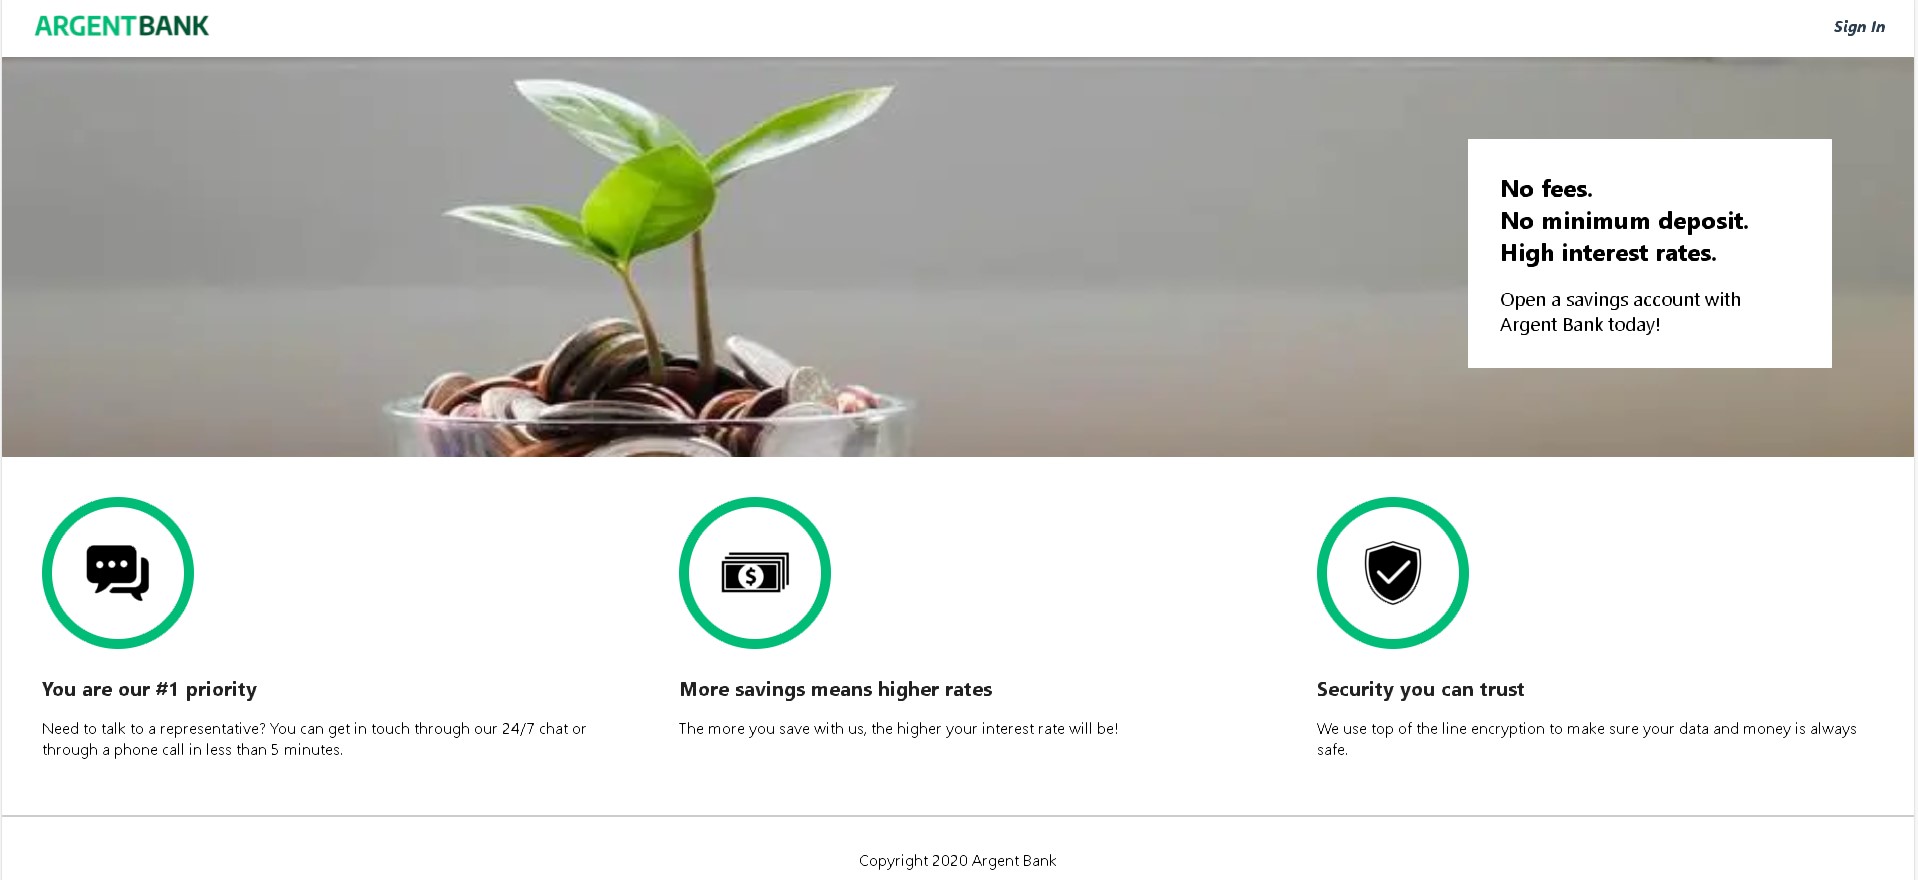 ARGENTBANK
Sign In
No fees.
No minimum deposit.
High interest rates.
Open a savings account with
Argent Bank today!
You are our #1 priority
Need to talk to a representative? You can get in touch through our 24/7 chat or
through a phone call in less than 5 minutes.
More savings means higher rates
The more you save with us, the higher your interest rate will be!
Security you can trust
We use top of the line encryption to make sure your data and money is always
safe.
Copyright 2020 Argent Bank